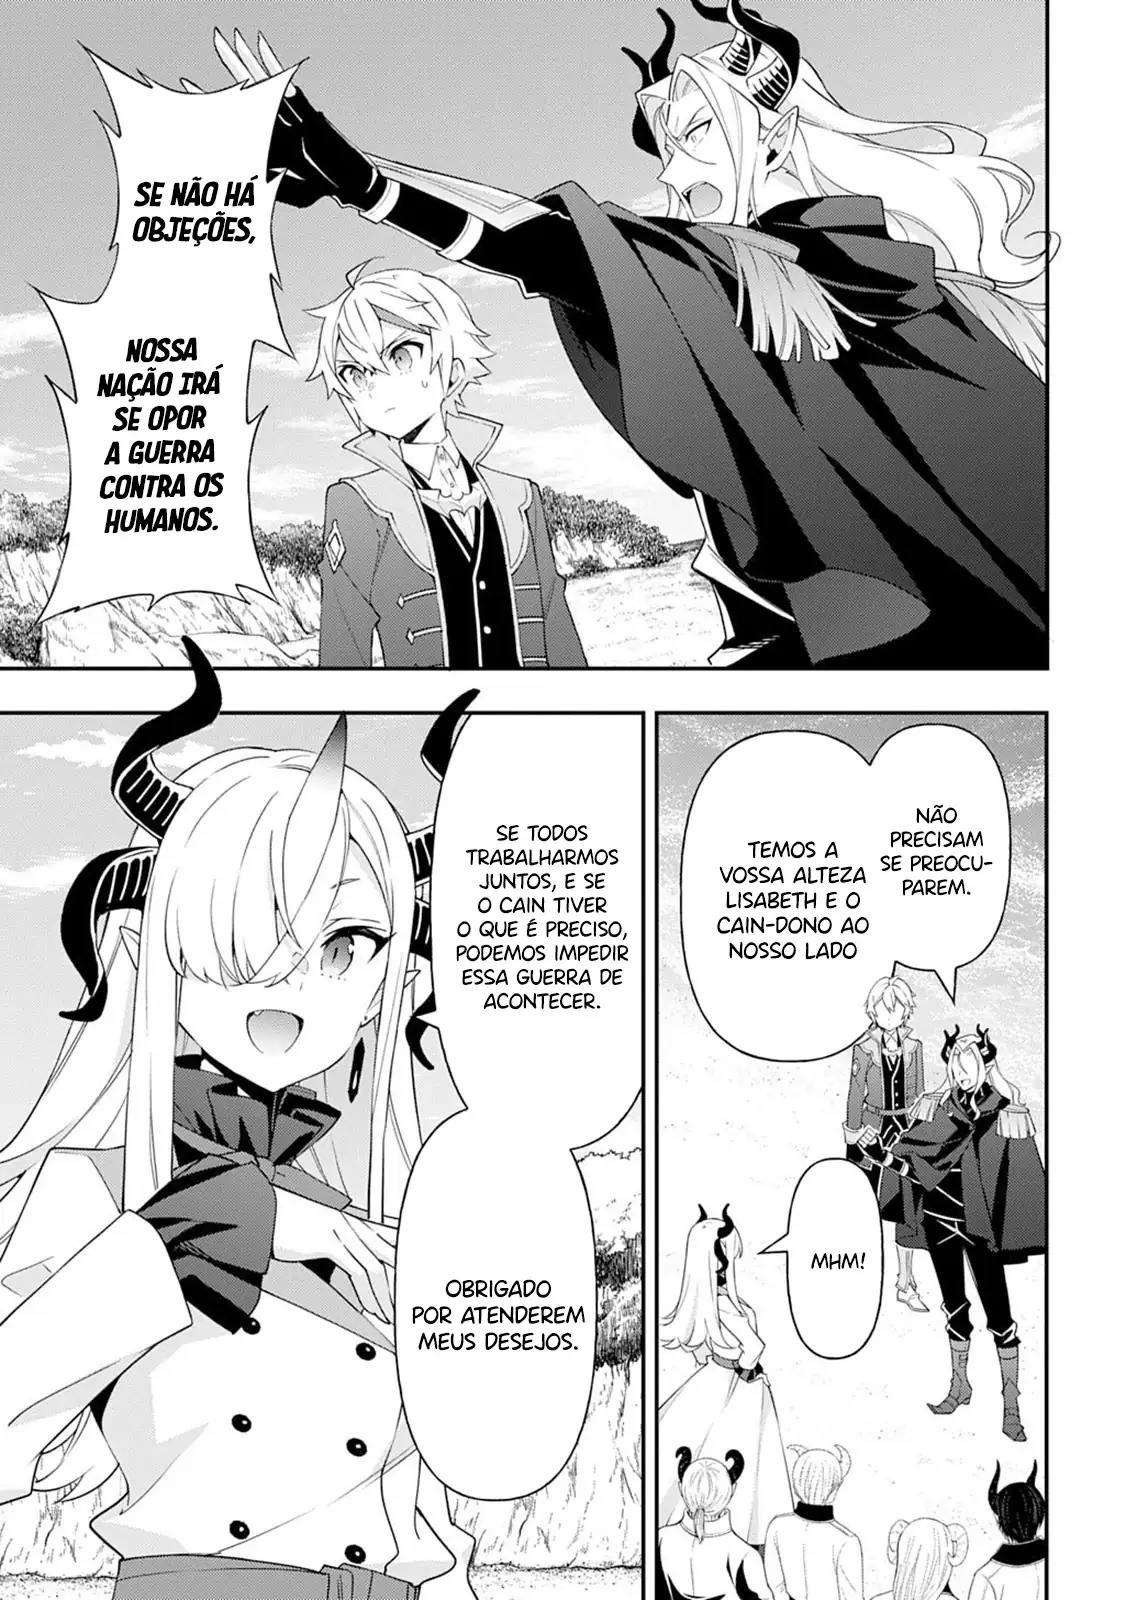 SE NÃO HÁ
OBJEÇÕES,
NOSSA
NAÇÃO IRÁ
SE OPOR
A GUERRA
CONTRA OS
HUMANOS.
NÃO
PRECISAM
SE PREOCU-
PAREM.
TEMOS A
VOSSA ALTEZA
LISABETH E O
CAIN-DONO AO
NOSSO LADO
MHM!
SE TODOS
TRABALHARMOS
JUNTOS, E SE
O CAIN TIVER
O QUE É PRECISO,
PODEMOS IMPEDIR
ESSA GUERRA DE
ACONTECER.
OBRIGADO
POR ATENDEREM
MEUS DESEJOS.